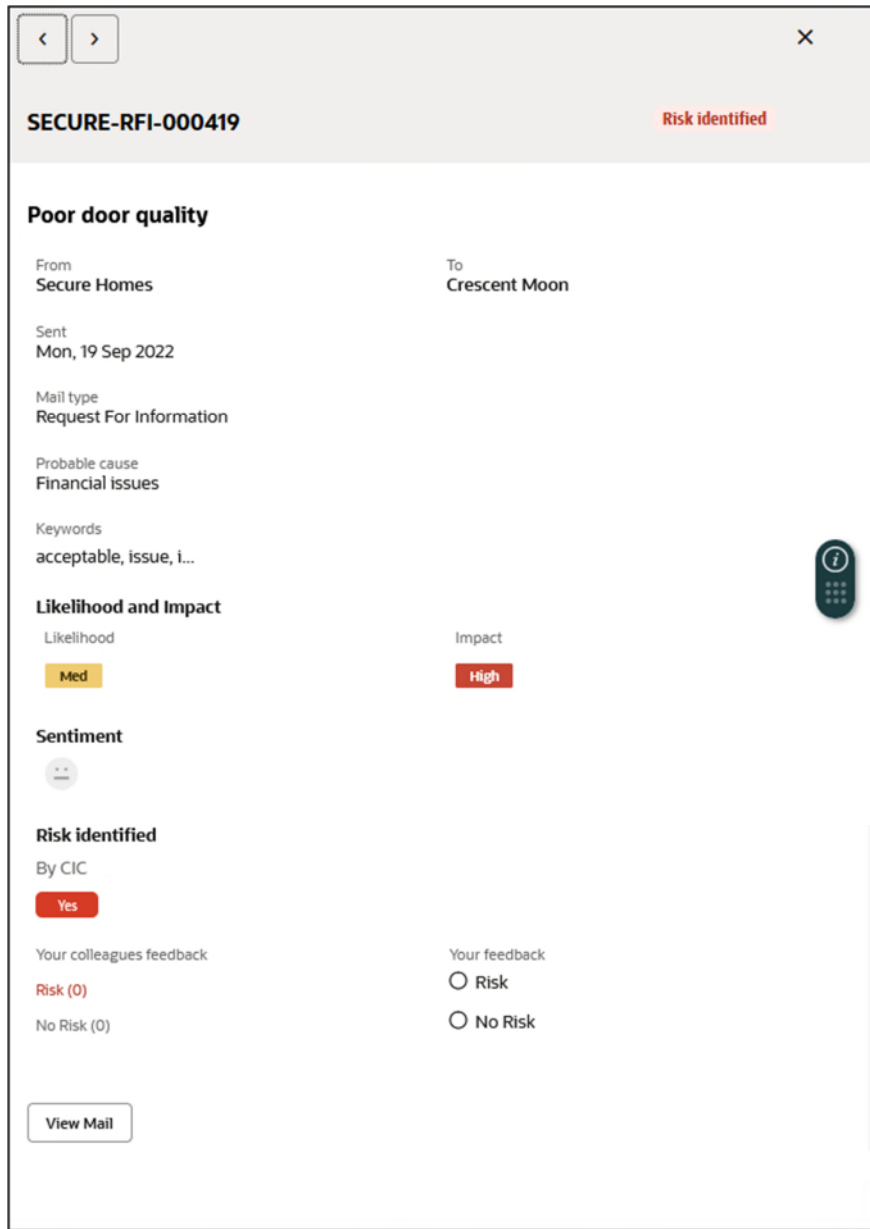 SECURE-RFI-000419 Risk identified
Poor door quality
From To
Secure Homes Crescent Moon
Sent
Mon, 19 Sep 2022
Mail type
Request For Information
Probable cause
Financial issues
Keywords
acceptable, issue, i...
Likelihood and Impact
Likelihood Impact
Med High
Sentiment
Risk identified
By CIC
Yes
Your colleagues feedback Your feedback
Risk (0) Risk
No Risk (0) No Risk
View Mail